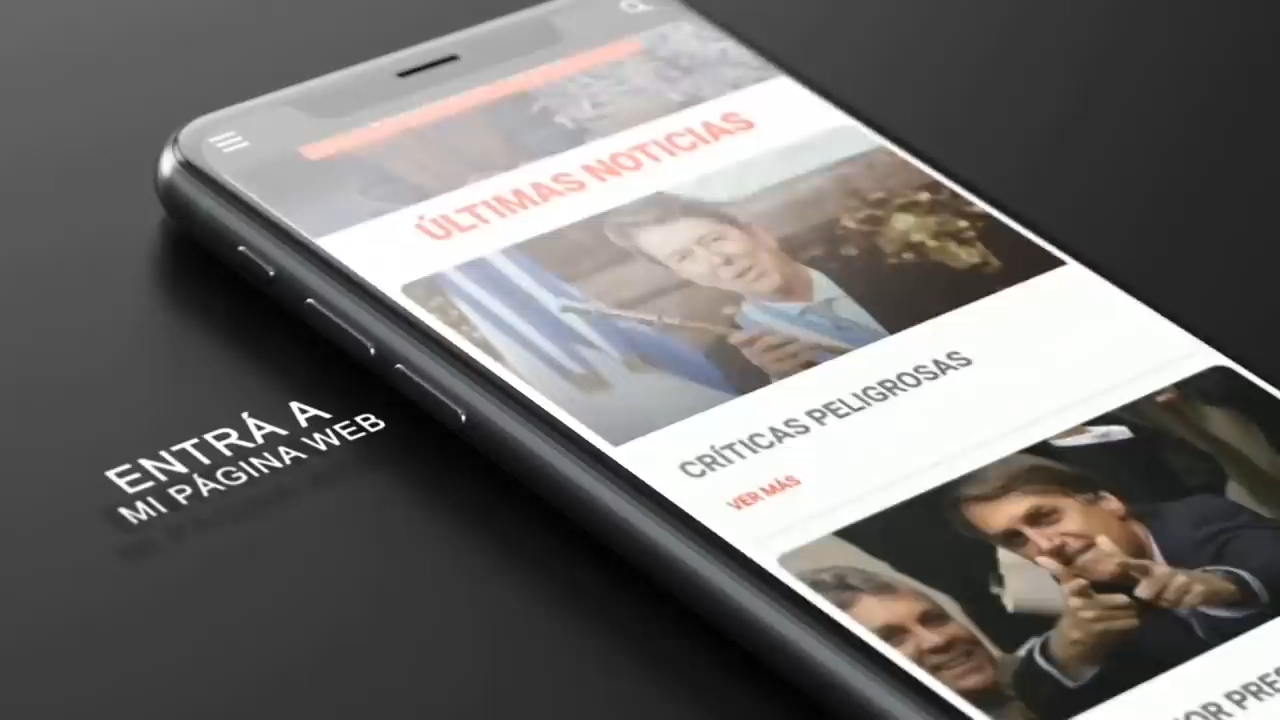 ÚLTIMAS NOTICIAS
CRÍTICAS PELIGROSAS
VER MÁS
ENTRÁ A
MI PÁGINA WEB